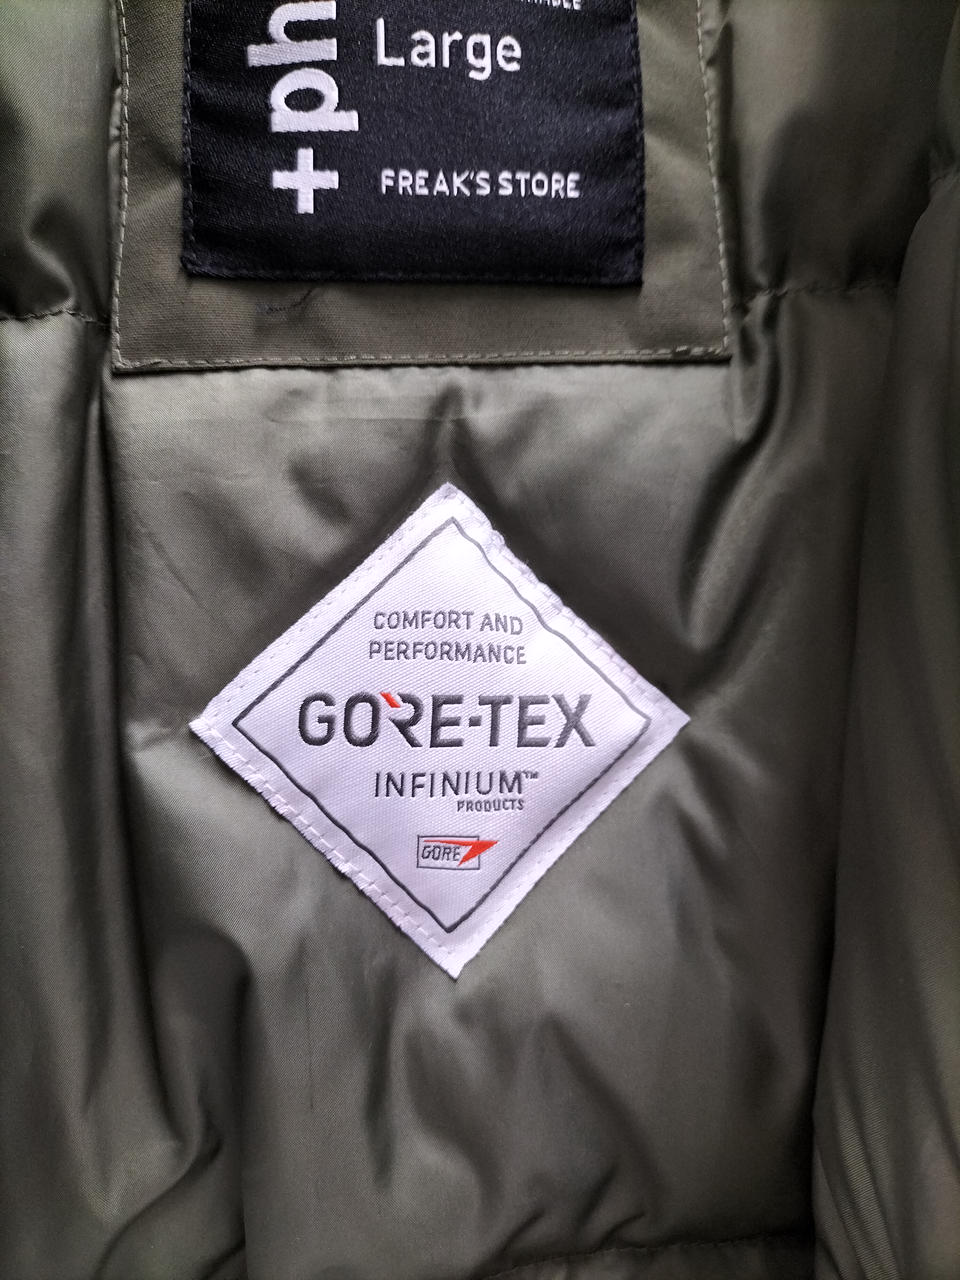 Large
+ph
FREAK'S STORE
COMFORT AND
PERFORMANCE
GORE-TEX
INFINIUM™
PRODUCTS
GORE